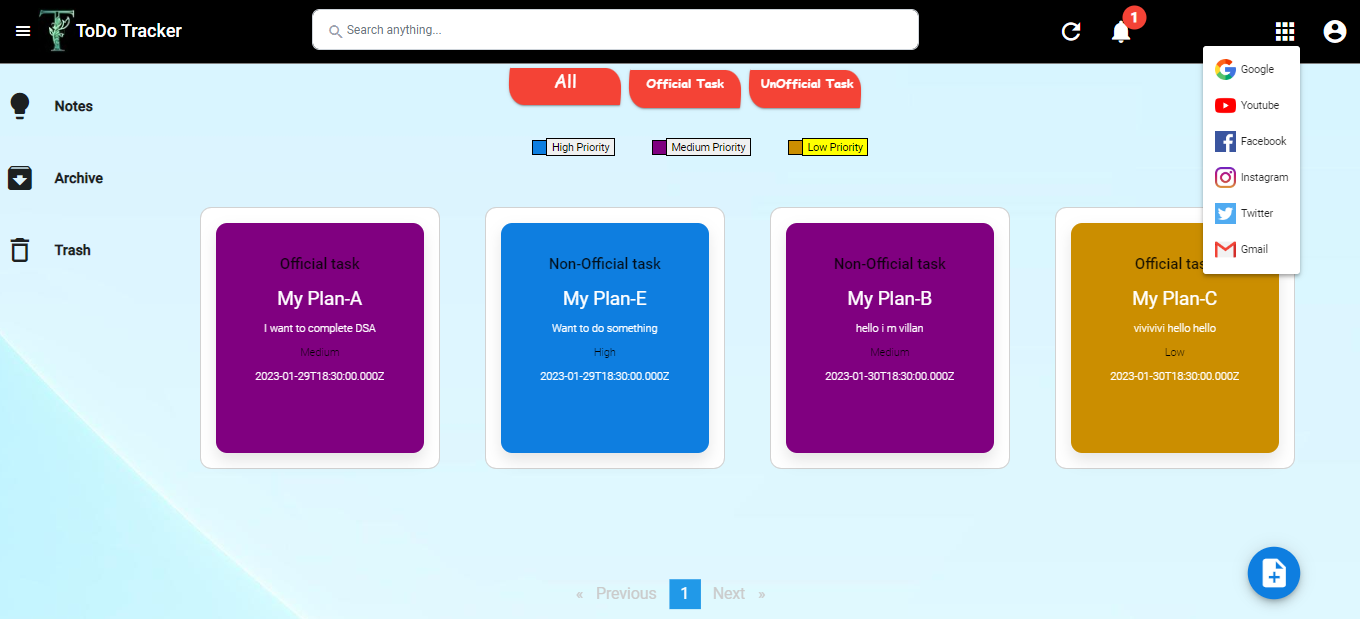 ToDo Tracker
Search anything...
1
Google
Youtube
Facebook
Instagram
Twitter
Gmail
All
Official Task
UnOfficial Task
Notes
Archive
Trash
High Priority
Medium Priority
Low Priority
Official task
My Plan-A
I want to complete DSA
Medium
2023-01-29T18:30:00.000Z
Non-Official task
My Plan-E
Want to do something
High
2023-01-29T18:30:00.000Z
Non-Official task
My Plan-B
hello i m villan
Medium
2023-01-30T18:30:00.000Z
Official tas
My Plan-C
vivivivi hello hello
Low
2023-01-30T18:30:00.000Z
« Previous 1 Next »